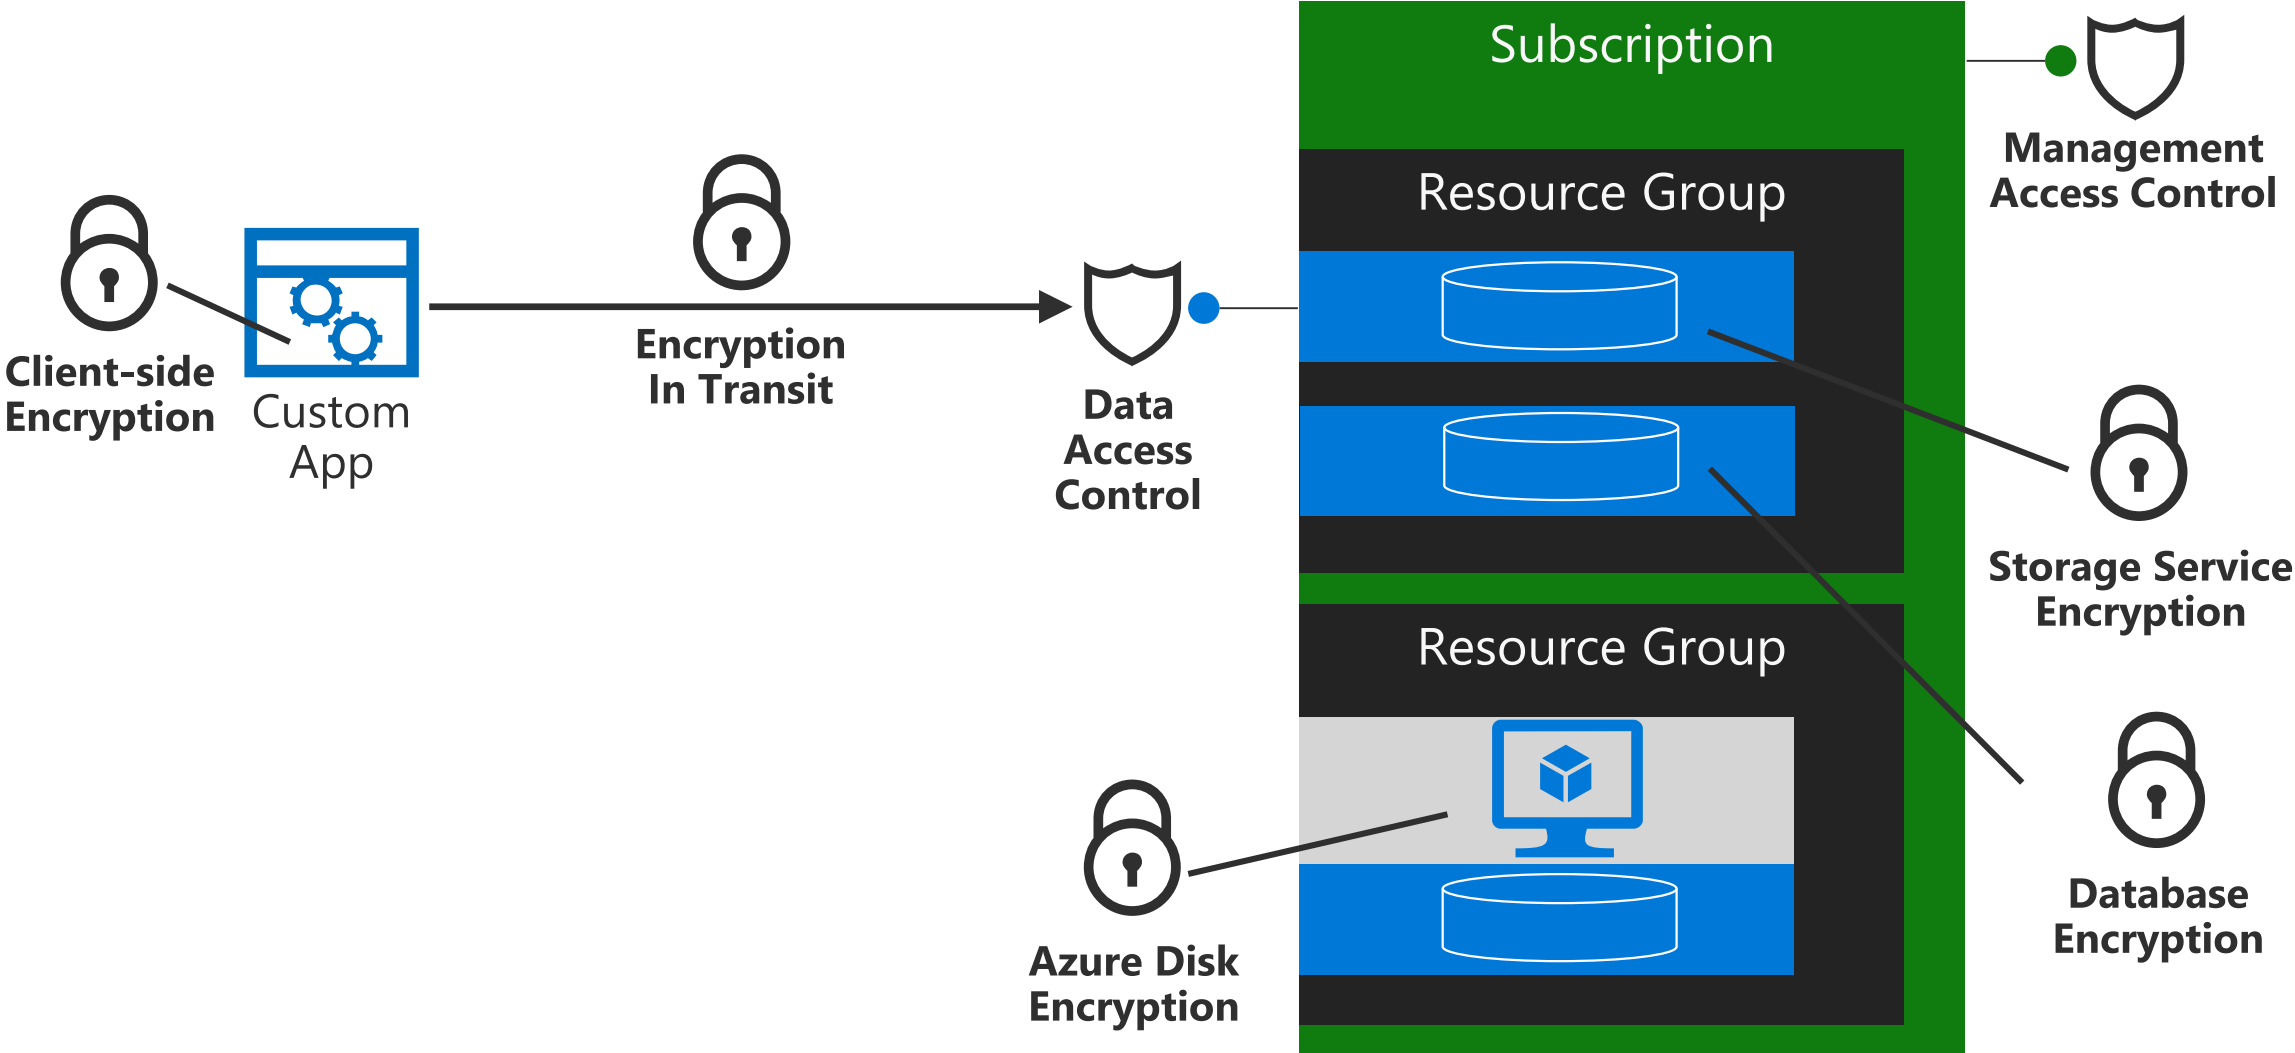 Subscription
Management
Access Control
Resource Group
Client-side
Encryption
Custom
App
Encryption
In Transit
Data
Access
Control
Storage Service
Encryption
Resource Group
Database
Encryption
Azure Disk
Encryption